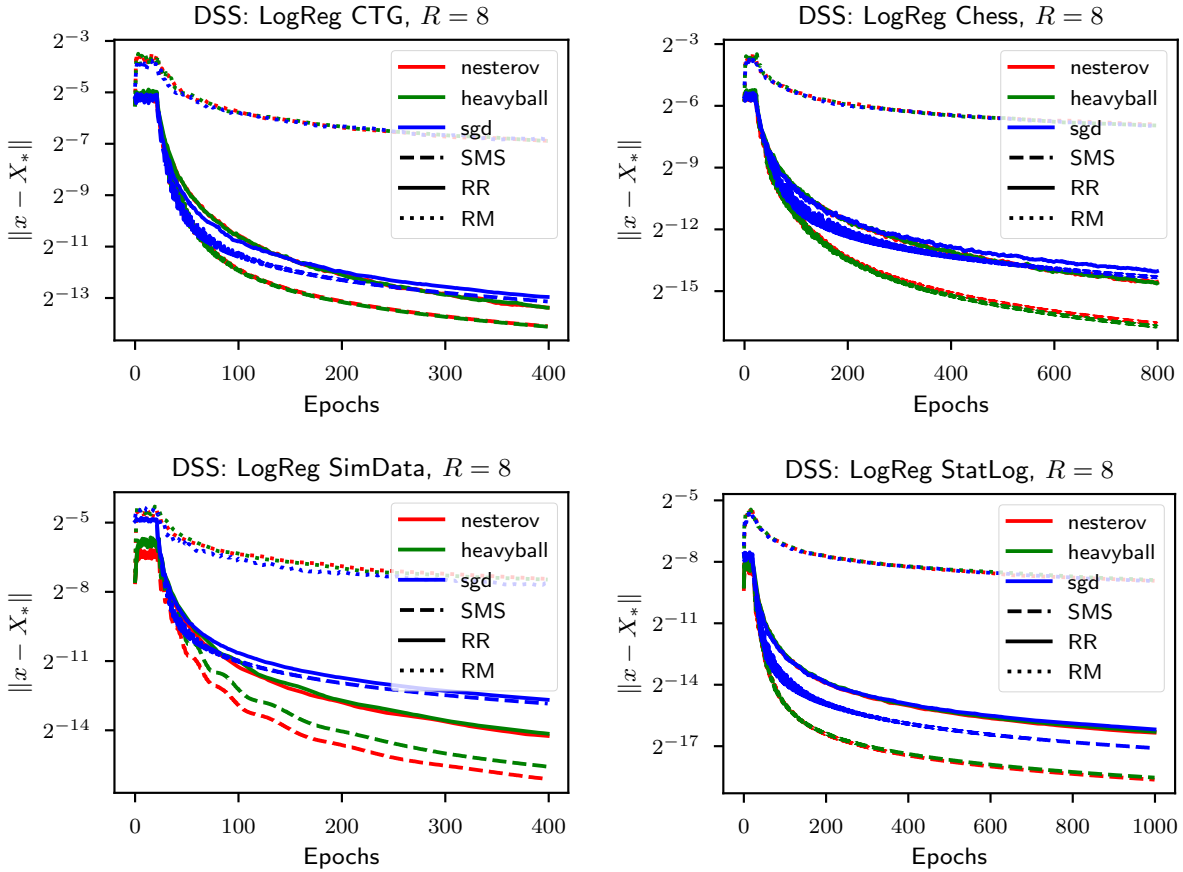 DSS: LogReg CTG, R = 8
2−3
2−5
2−7
2−9
2−11
2−13
‖x − X∗‖
nesterov
heavyball
sgd
SMS
RR
RM
0 100 200 300 400
Epochs
DSS: LogReg Chess, R = 8
2−3
2−6
2−9
2−12
2−15
‖x − X∗‖
nesterov
heavyball
sgd
SMS
RR
RM
0 200 400 600 800
Epochs
DSS: LogReg SimData, R = 8
2−5
2−8
2−11
2−14
‖x − X∗‖
nesterov
heavyball
sgd
SMS
RR
RM
0 100 200 300 400
Epochs
DSS: LogReg StatLog, R = 8
2−5
2−8
2−11
2−14
2−17
‖x − X∗‖
nesterov
heavyball
sgd
SMS
RR
RM
0 200 400 600 800 1000
Epochs